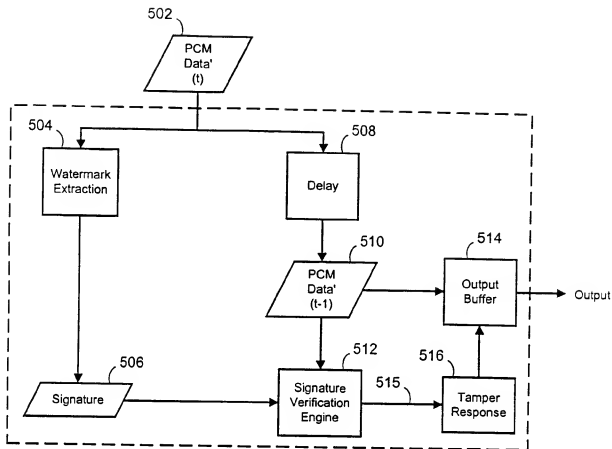 502
PCM
Data'
(t)
504
508
Watermark
Extraction
Delay
510
514
PCM
Data'
(t-1)
Output
Buffer
Output
506
512
515
516
Signature
Signature
Verification
Engine
Tamper
Response